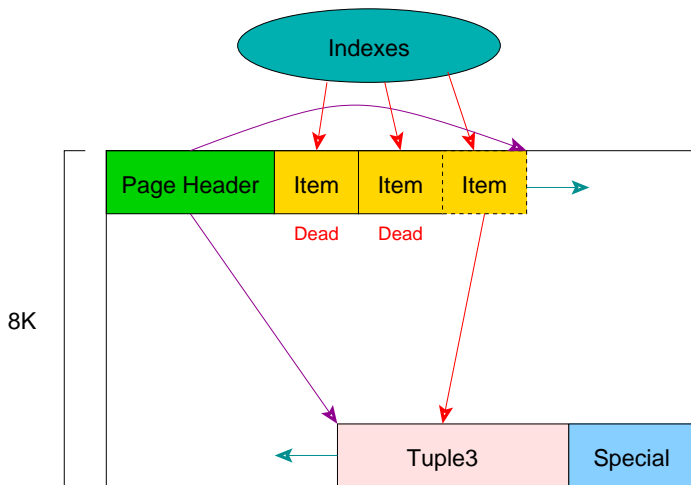 Indexes
Page Header Item Item Item
Dead Dead
8K
Tuple3 Special